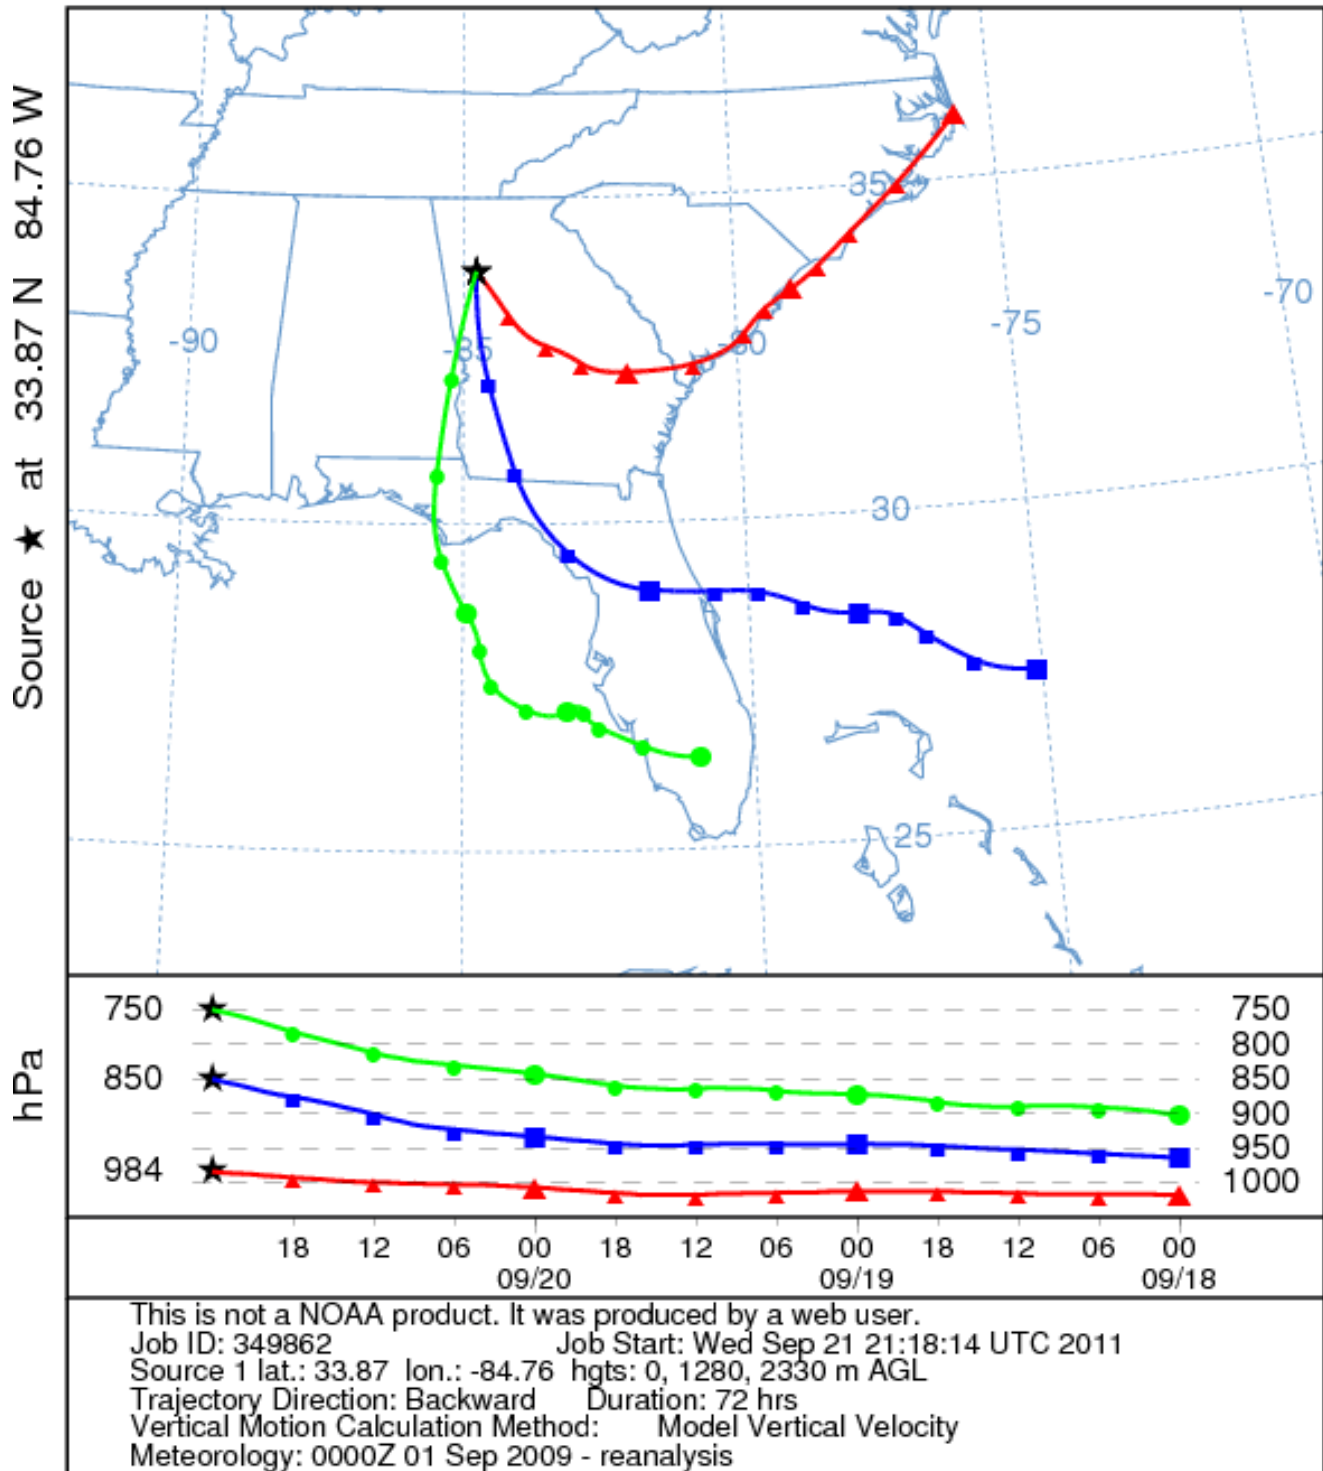 Source ★ at 33.87 N 84.76 W
35
-90
-85
-80
-75
-70
30
25
hPa
750
850
984
750
800
850
900
950
1000
18 12 06 00 18 12 06 00 18 12 06 00
09/20 09/19 09/18
This is not a NOAA product. It was produced by a web user.
Job ID: 349862 Job Start: Wed Sep 21 21:18:14 UTC 2011
Source 1 lat.: 33.87 lon.: -84.76 hgts: 0, 1280, 2330 m AGL
Trajectory Direction: Backward Duration: 72 hrs
Vertical Motion Calculation Method: Model Vertical Velocity
Meteorology: 0000Z 01 Sep 2009 - reanalysis